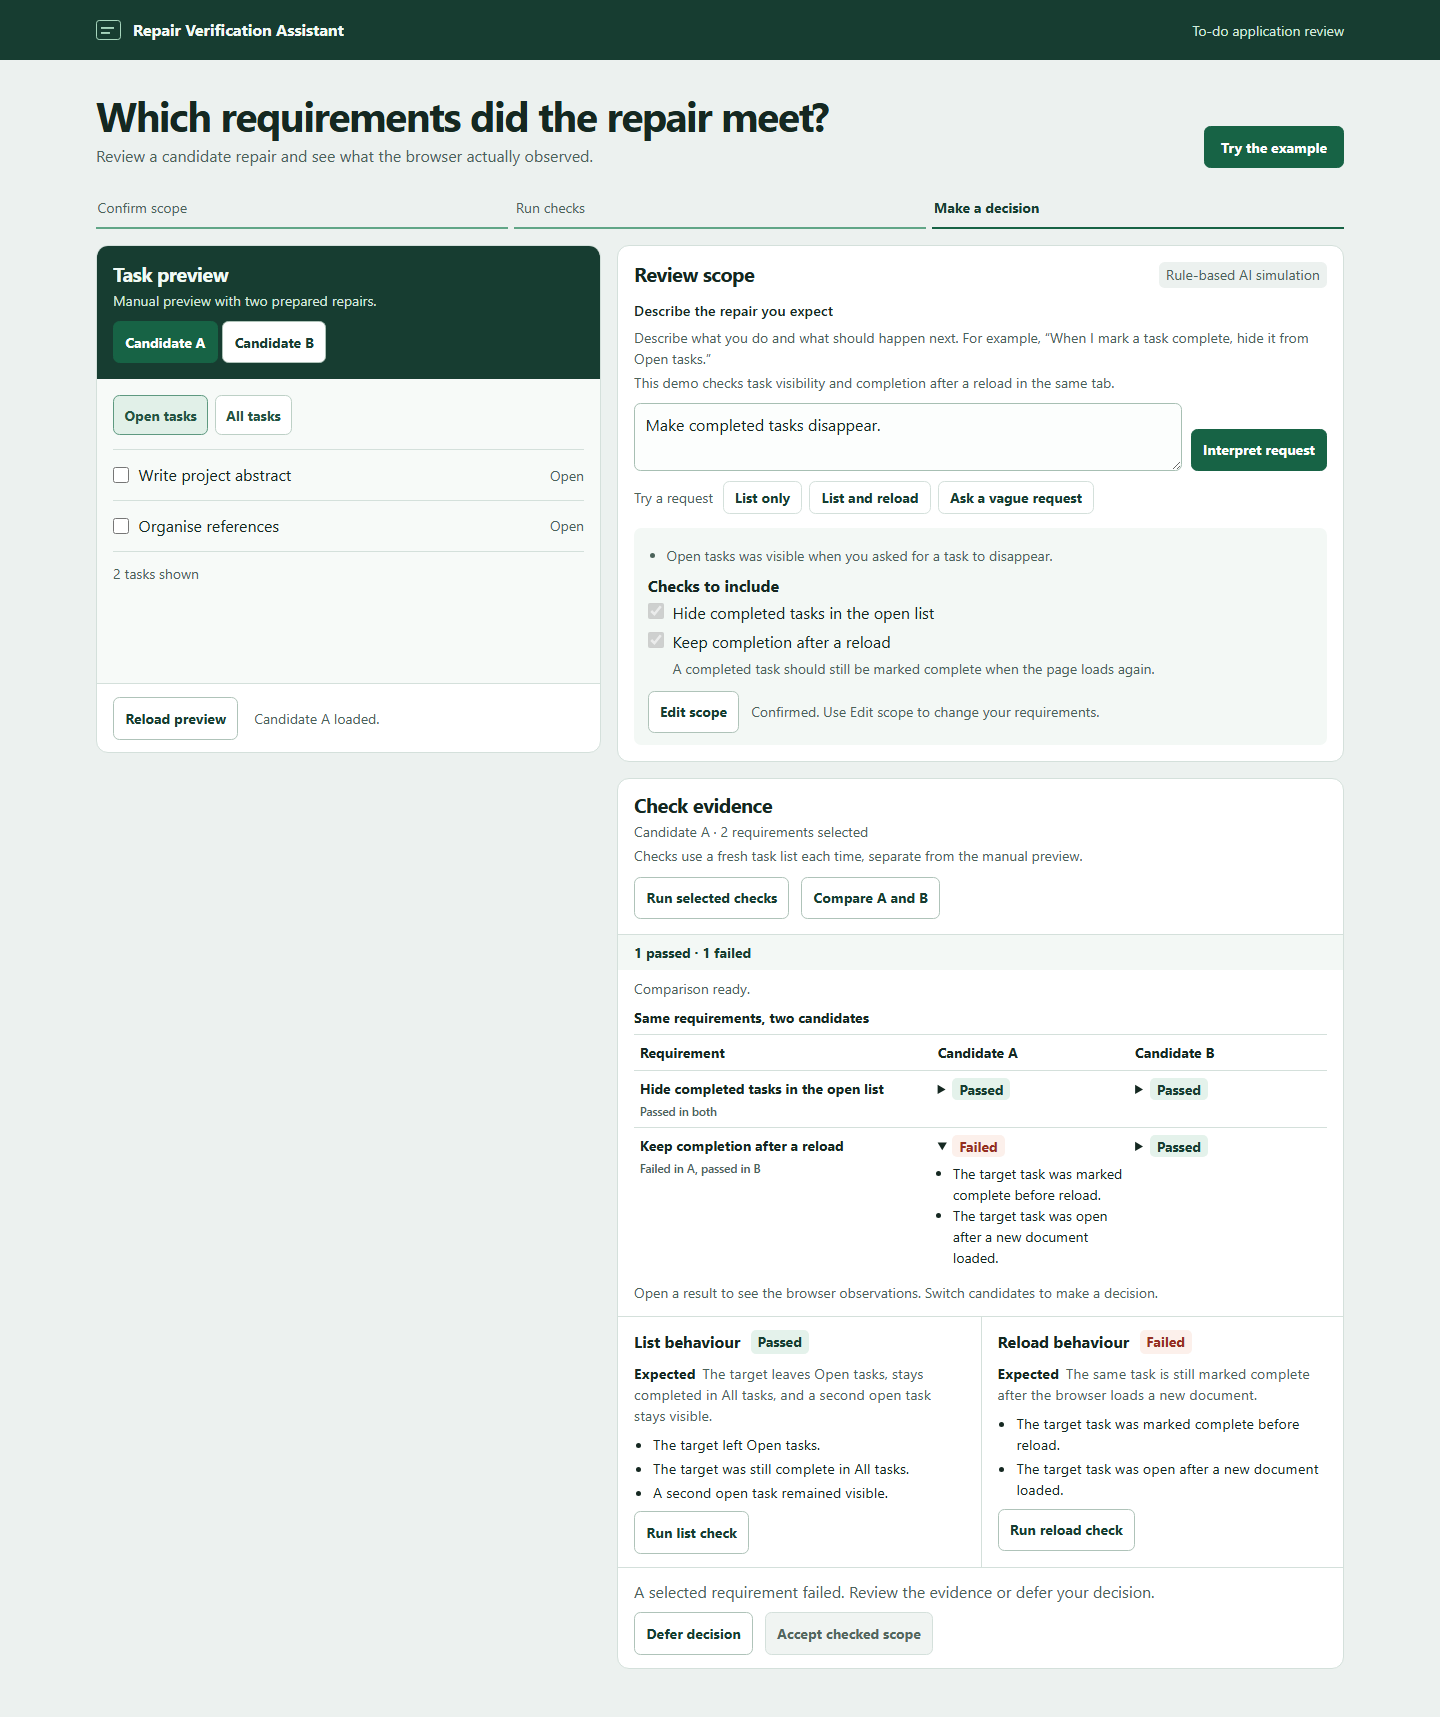 Repair Verification Assistant
To-do application review
Which requirements did the repair meet?
Review a candidate repair and see what the browser actually observed.
Try the example
Confirm scope
Run checks
Make a decision
Task preview
Manual preview with two prepared repairs.
Candidate A
Candidate B
Open tasks
All tasks
Write project abstract
Open
Organise references
Open
2 tasks shown
Reload preview
Candidate A loaded.
Review scope
Rule-based AI simulation
Describe the repair you expect
Describe what you do and what should happen next. For example, “When I mark a task complete, hide it from
Open tasks.”
This demo checks task visibility and completion after a reload in the same tab.
Make completed tasks disappear.
Interpret request
Try a request
List only
List and reload
Ask a vague request
• Open tasks was visible when you asked for a task to disappear.
Checks to include
Hide completed tasks in the open list
Keep completion after a reload
A completed task should still be marked complete when the page loads again.
Edit scope
Confirmed. Use Edit scope to change your requirements.
Check evidence
Candidate A · 2 requirements selected
Checks use a fresh task list each time, separate from the manual preview.
Run selected checks
Compare A and B
1 passed · 1 failed
Comparison ready.
Same requirements, two candidates
Requirement
Candidate A
Candidate B
Hide completed tasks in the open list
Passed in both
Passed
Passed
Keep completion after a reload
Failed in A, passed in B
Failed
• The target task was marked
complete before reload.
• The target task was open
after a new document
loaded.
Passed
Open a result to see the browser observations. Switch candidates to make a decision.
List behaviour
Passed
Expected The target leaves Open tasks, stays
completed in All tasks, and a second open task
stays visible.
• The target left Open tasks.
• The target was still complete in All tasks.
• A second open task remained visible.
Run list check
Reload behaviour
Failed
Expected The same task is still marked complete
after the browser loads a new document.
• The target task was marked complete before
reload.
• The target task was open after a new document
loaded.
Run reload check
A selected requirement failed. Review the evidence or defer your decision.
Defer decision
Accept checked scope